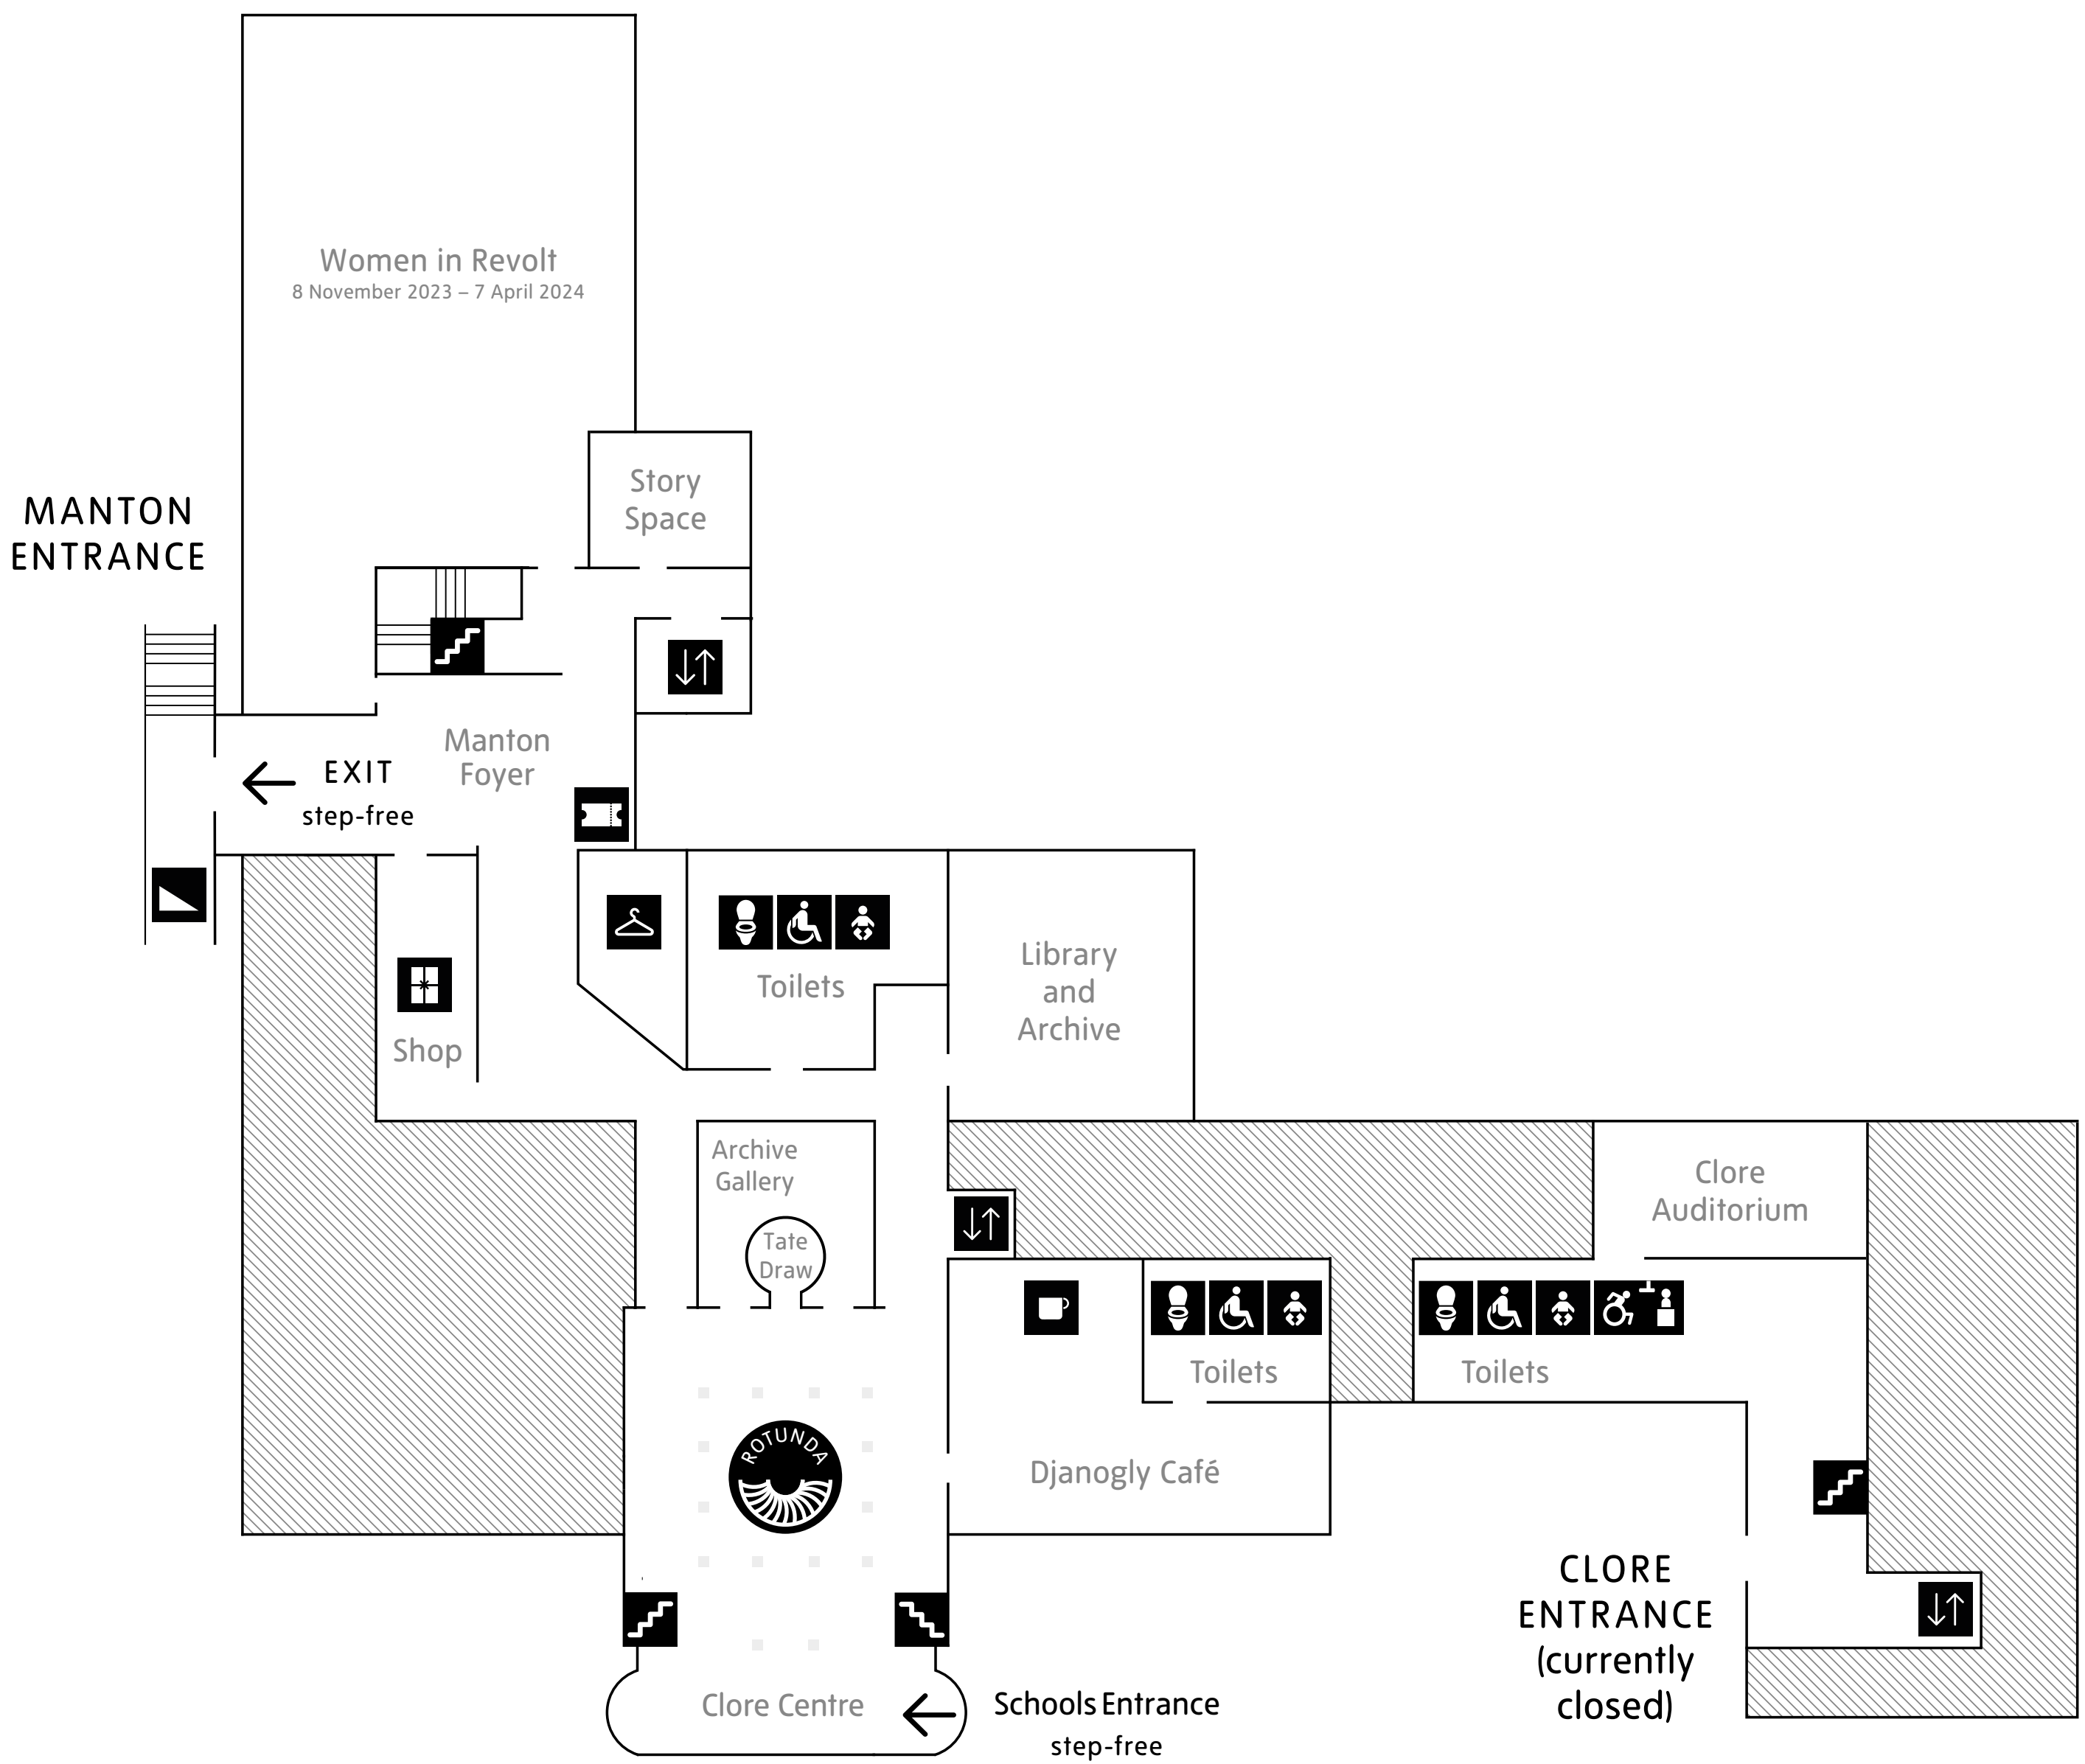 Women in Revolt
8 November 2023 – 7 April 2024
Story
Space
MANTON
ENTRANCE
Manton
Foyer
EXIT
step-free
Shop
Toilets
Library
and
Archive
Archive
Gallery
Tate
Draw
Clore
Auditorium
Toilets
Toilets
ROTUNDA
Djanogly Café
CLORE
ENTRANCE
(currently
closed)
Clore Centre
Schools Entrance
step-free